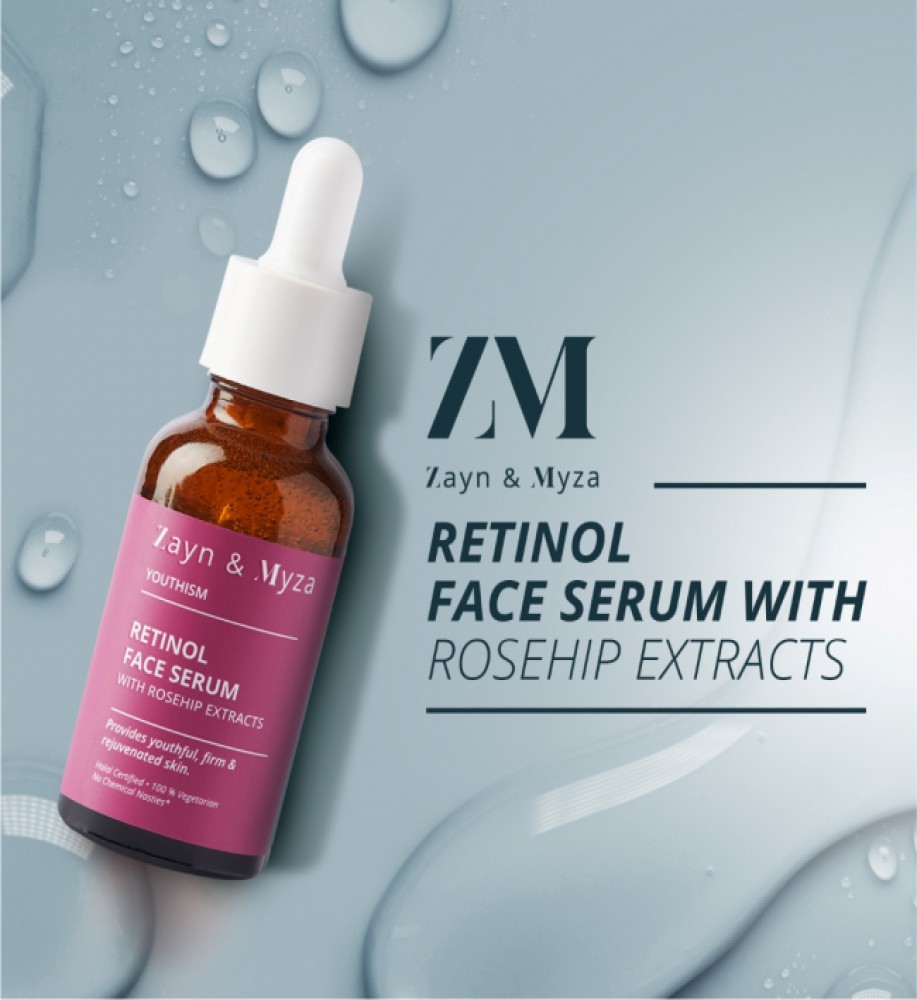 Zayn & Myza
YOUTHISM
RETINOL
FACE SERUM
WITH ROSEHIP EXTRACTS
Provides youthful, firm &
rejuvenated skin.
Halal Certified • 100 % Vegetarian
No Chemical Nasties*
ZM
Zayn & Myza
RETINOL
FACE SERUM WITH
ROSEHIP EXTRACTS